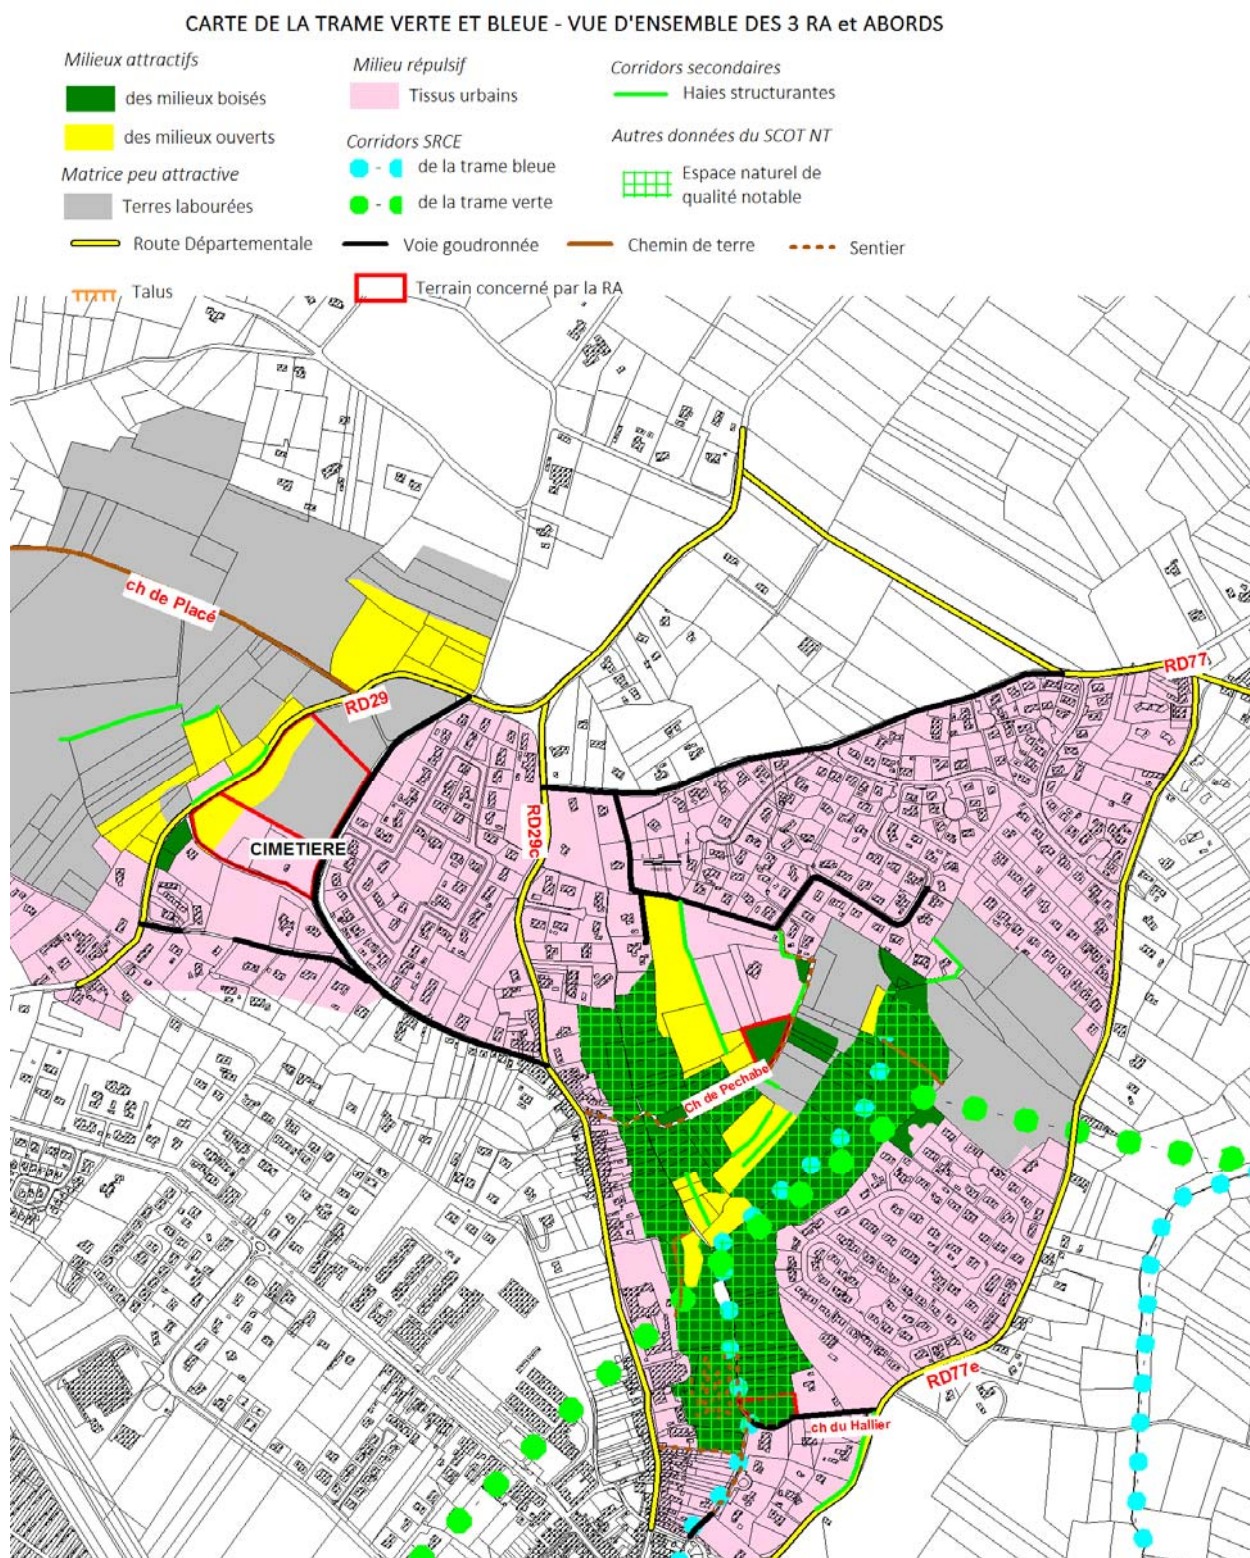 CARTE DE LA TRAME VERTE ET BLEUE - VUE D'ENSEMBLE DES 3 RA et ABORDS
Milieux attractifs
des milieux boisés
des milieux ouverts
Matrice peu attractive
Terres labourées
Milieu répulsif
Tissus urbains
Corridors SRCE
de la trame bleue
de la trame verte
Corridors secondaires
Haies structurantes
Autres données du SCOT NT
Espace naturel de
qualité notable
Route Départementale
Voie goudronnée
Chemin de terre
Sentier
Talus
Terrain concerné par la RA
ch de Placé
RD29
RD77
RD29c
CIMETIERE
Ch de Pechabe
RD77e
ch du Hallier